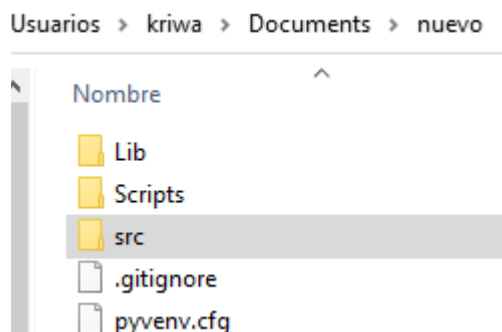 Usuarios > kriwa > Documents > nuevo
Nombre
Lib
Scripts
src
.gitignore
pyvenv.cfg